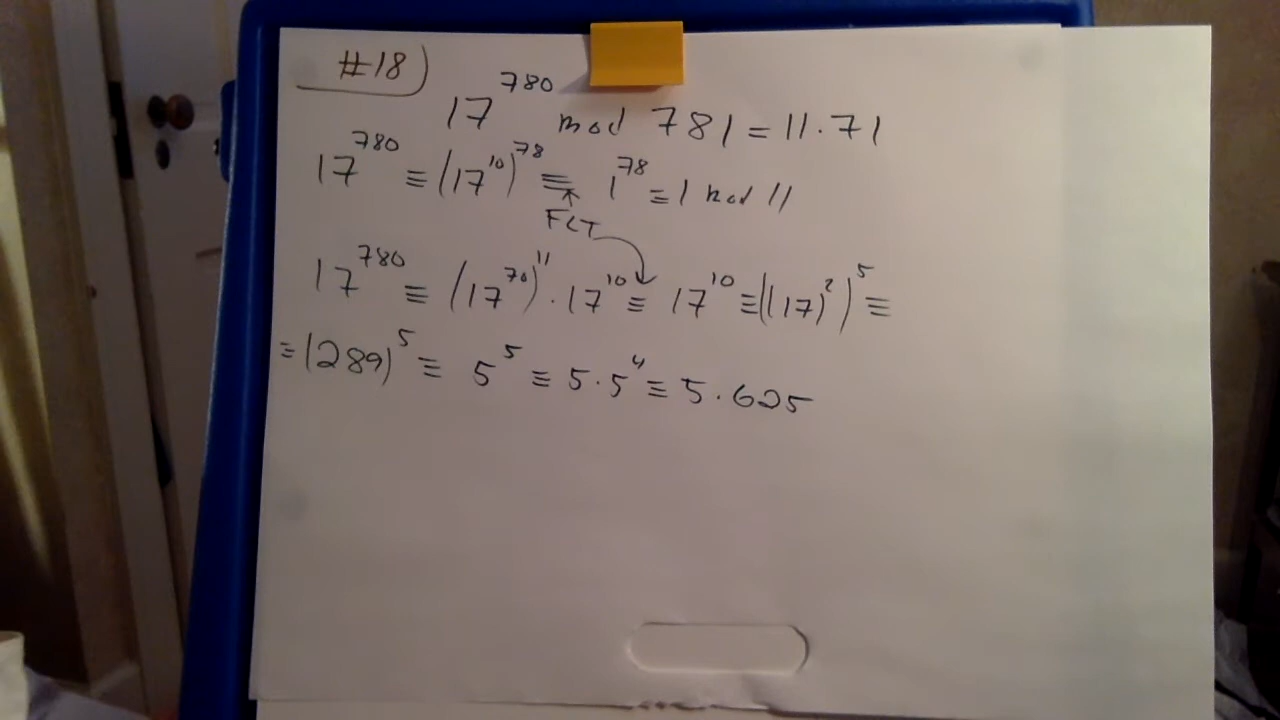 #18)
17^780 mod 781 = 11·71
17^780 ≡ (17^10)^78 ≡ 1^78 ≡ 1 mod 11
FLT
17^780 ≡ (17^70)^11 · 17^10 ≡ 17^10 ≡ ((17)^2)^5 ≡
≡ (289)^5 ≡ 5^5 ≡ 5·5^4 ≡ 5·625